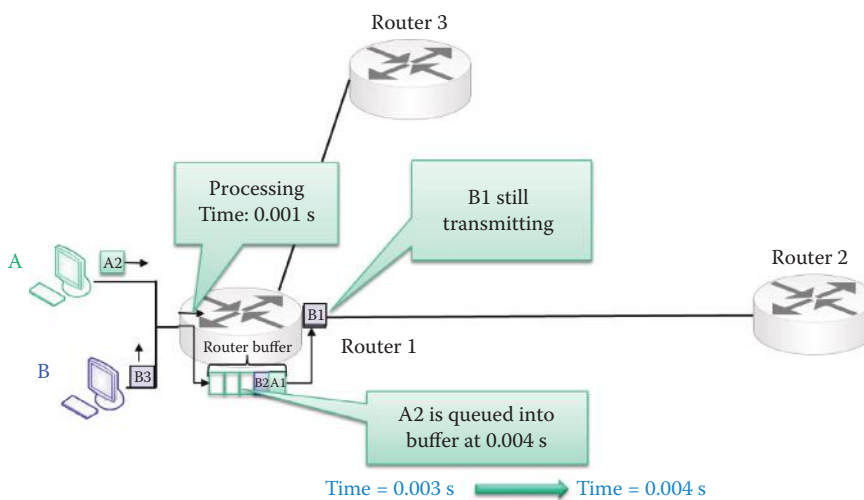 Router 3
Processing
Time: 0.001 s
B1 still
transmitting
A
A2
Router 2
B1
Router buffer
Router 1
B
B3
B2
A1
A2 is queued into
buffer at 0.004 s
Time = 0.003 s
Time = 0.004 s